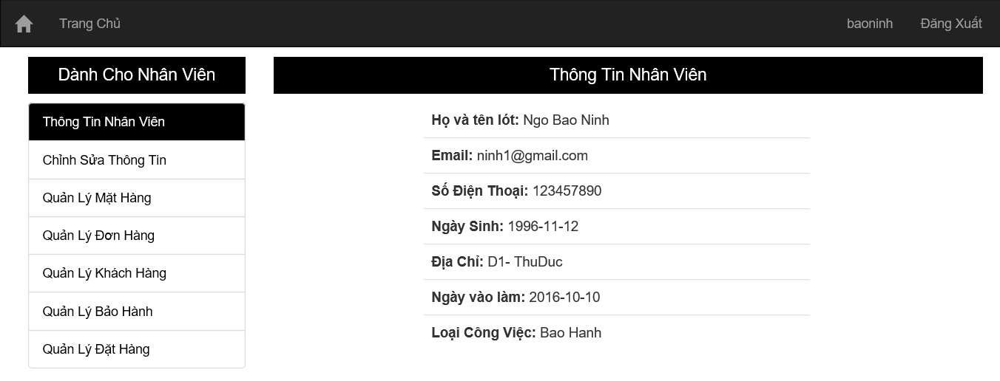 Trang Chủ
baoninh
Đăng Xuất
Dành Cho Nhân Viên
Thông Tin Nhân Viên
Chỉnh Sửa Thông Tin
Quản Lý Mặt Hàng
Quản Lý Đơn Hàng
Quản Lý Khách Hàng
Quản Lý Bảo Hành
Quản Lý Đặt Hàng
Thông Tin Nhân Viên
Họ và tên lót: Ngo Bao Ninh
Email: ninh1@gmail.com
Số Điện Thoại: 123457890
Ngày Sinh: 1996-11-12
Địa Chỉ: D1- ThuDuc
Ngày vào làm: 2016-10-10
Loại Công Việc: Bao Hanh